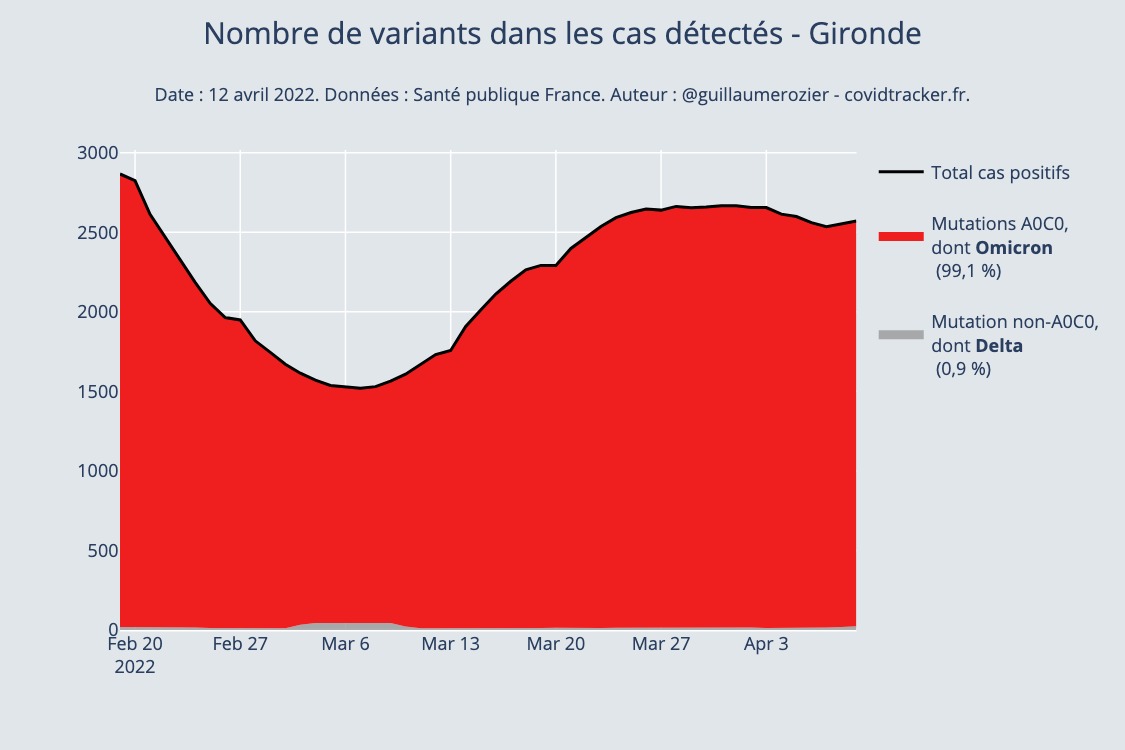 Nombre de variants dans les cas détectés - Gironde
Date : 12 avril 2022. Données : Santé publique France. Auteur : @guillaumerozier - covidtracker.fr.
3000
2500
2000
1500
1000
500
0
Feb 20
2022
Feb 27
Mar 6
Mar 13
Mar 20
Mar 27
Apr 3
Total cas positifs
Mutations A0C0,
dont Omicron
(99,1 %)
Mutation non-A0C0,
dont Delta
(0,9 %)